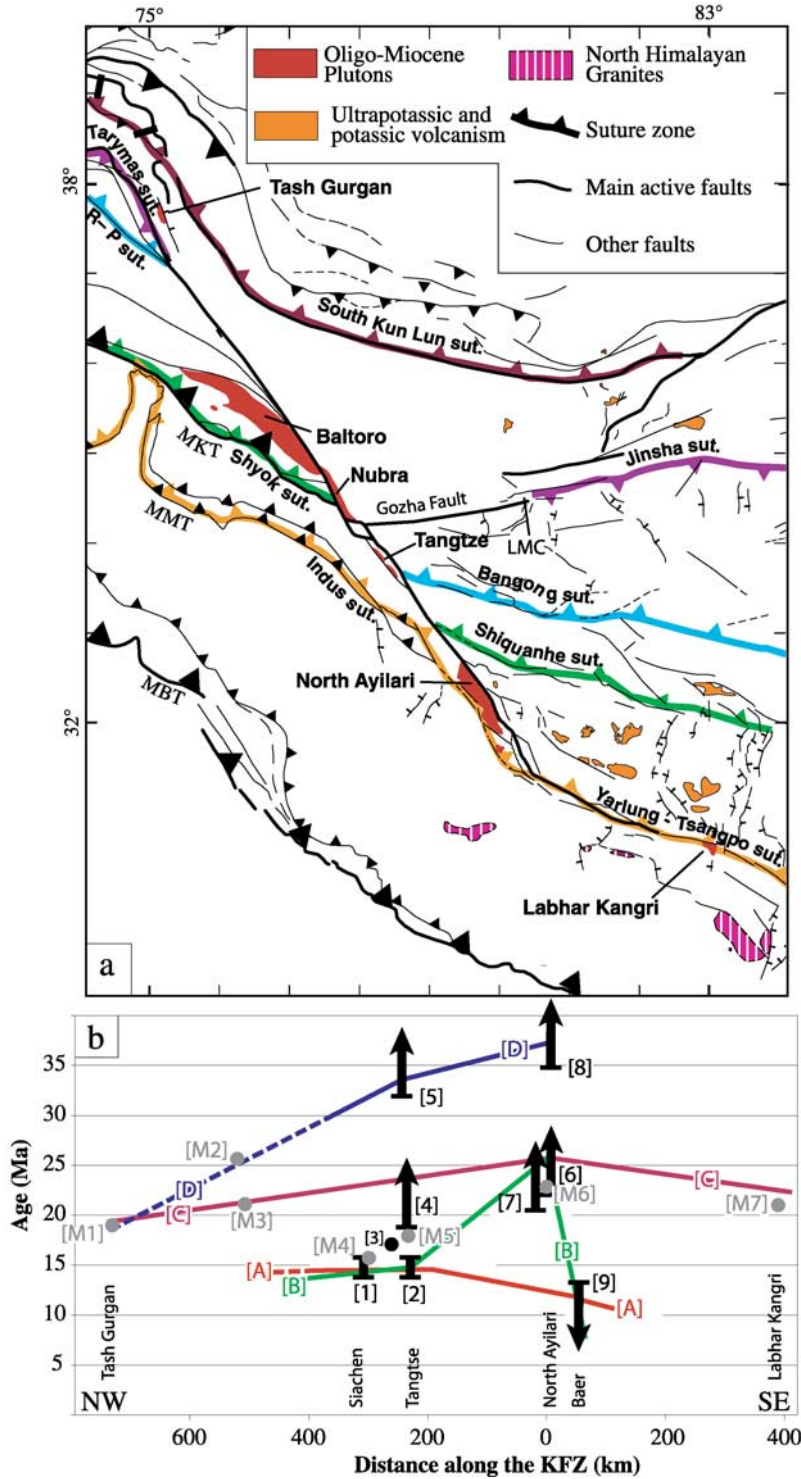 75°
83°
Oligo-Miocene
Plutons
North Himalayan
Granites
Ultrapotassic and
potassic volcanism
Suture zone
Main active faults
Other faults
38°
Tarymas sut.
Tash Gurgan
R–P sut.
South Kun Lun sut.
Baltoro
MKT
Shyok sut.
Nubra
Jinsha sut.
Gozha Fault
LMC
MMT
Tangtze
Indus sut.
Bangong sut.
Shiquanhe sut.
North Ayilari
MBT
32°
Yarlung - Tsangpo sut.
Labhar Kangri
a
b
35
30
25
20
15
10
5
Age (Ma)
[D]
[8]
[5]
[M2]
[D]
[C]
[M1]
[M3]
[4]
[7]
[6]
[M6]
[C]
[M7]
[M4]
[3]
[M5]
[B]
[A]
[B]
[1]
[2]
[9]
[A]
Tash Gurgan
Siachen
Tangtse
North Ayilari
Baer
Labhar Kangri
NW
SE
600
400
200
0
200
400
Distance along the KFZ (km)